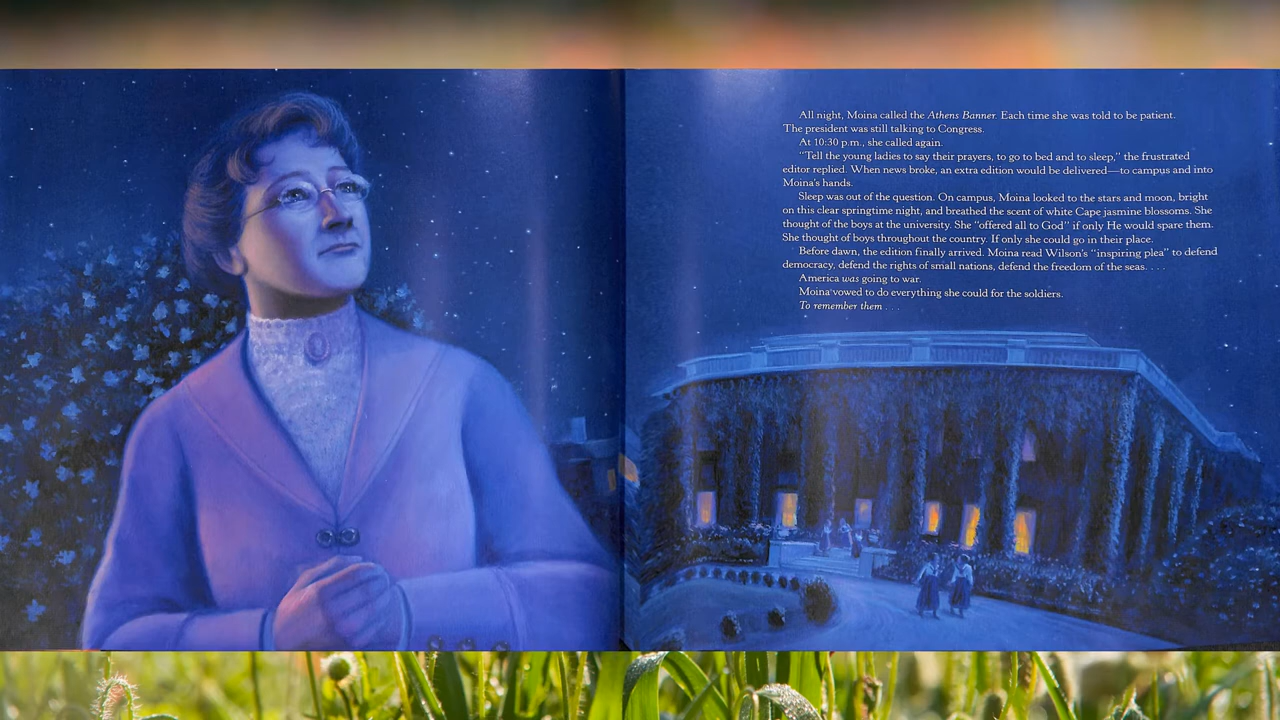 All night, Moina called the Athens Banner. Each time she was told to be patient.
The president was still talking to Congress.
At 10:30 p.m., she called again.
“Tell the young ladies to say their prayers, to go to bed and to sleep,” the frustrated
editor replied. When news broke, an extra edition would be delivered—to campus and into
Moina’s hands.
Sleep was out of the question. On campus, Moina looked to the stars and moon, bright
on this clear springtime night, and breathed the scent of white Cape jasmine blossoms. She
thought of the boys at the university. She “offered all to God” if only He would spare them.
She thought of boys throughout the country. If only she could go in their place.
Before dawn, the edition finally arrived. Moina read Wilson’s “inspiring plea” to defend
democracy, defend the rights of small nations, defend the freedom of the seas. . . .
America was going to war.
Moina vowed to do everything she could for the soldiers.
To remember them . . .